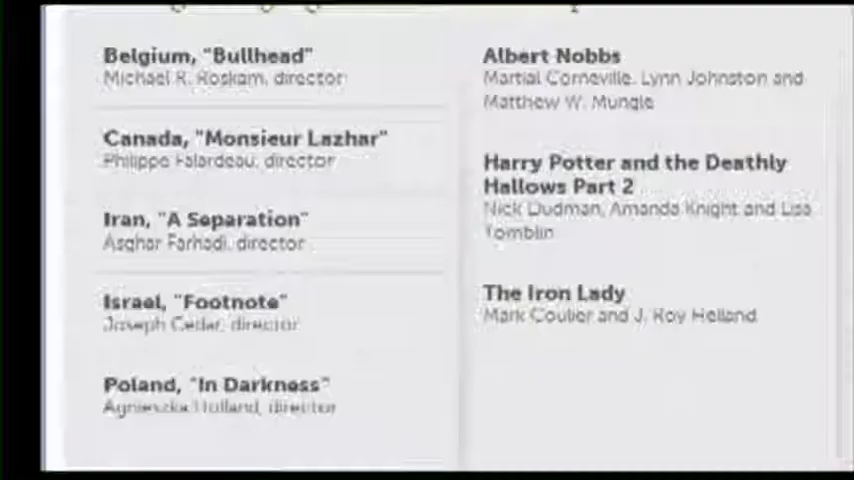 Belgium, "Bullhead"
Michael R. Roskam, director
Canada, "Monsieur Lazhar"
Philippe Falardeau, director
Iran, "A Separation"
Asghar Farhadi, director
Israel, "Footnote"
Joseph Cedar, director
Poland, "In Darkness"
Agnieszka Holland, director
Albert Nobbs
Martial Corneville, Lynn Johnston and
Matthew W. Mungle
Harry Potter and the Deathly
Hallows Part 2
Nick Dudman, Amanda Knight and Lisa
Tomblin
The Iron Lady
Mark Coulier and J. Roy Helland